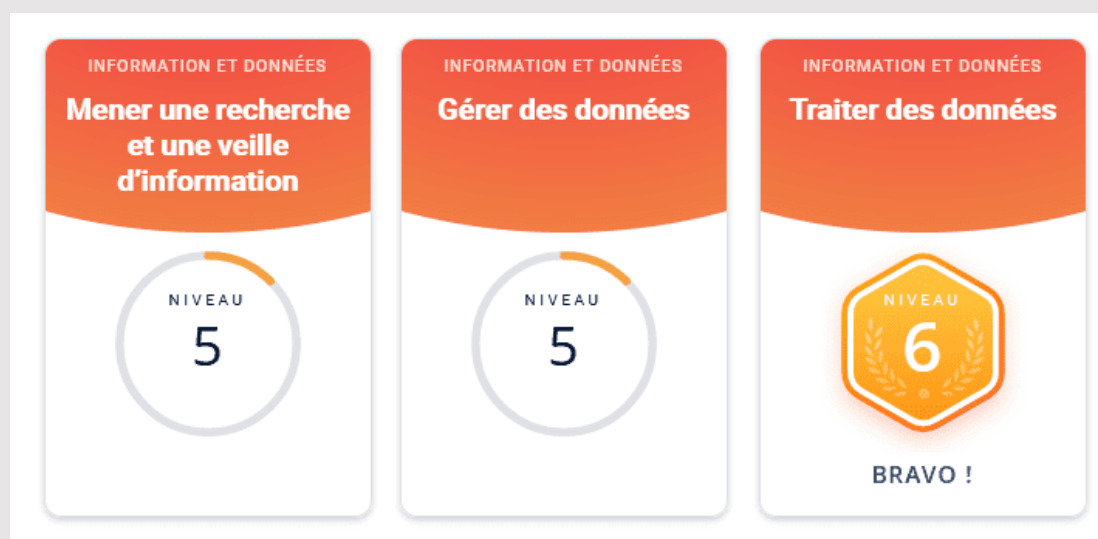 INFORMATION ET DONNÉES
Mener une recherche
et une veille
d'information
NIVEAU
5
INFORMATION ET DONNÉES
Gérer des données
NIVEAU
5
INFORMATION ET DONNÉES
Traiter des données
NIVEAU
6
BRAVO !